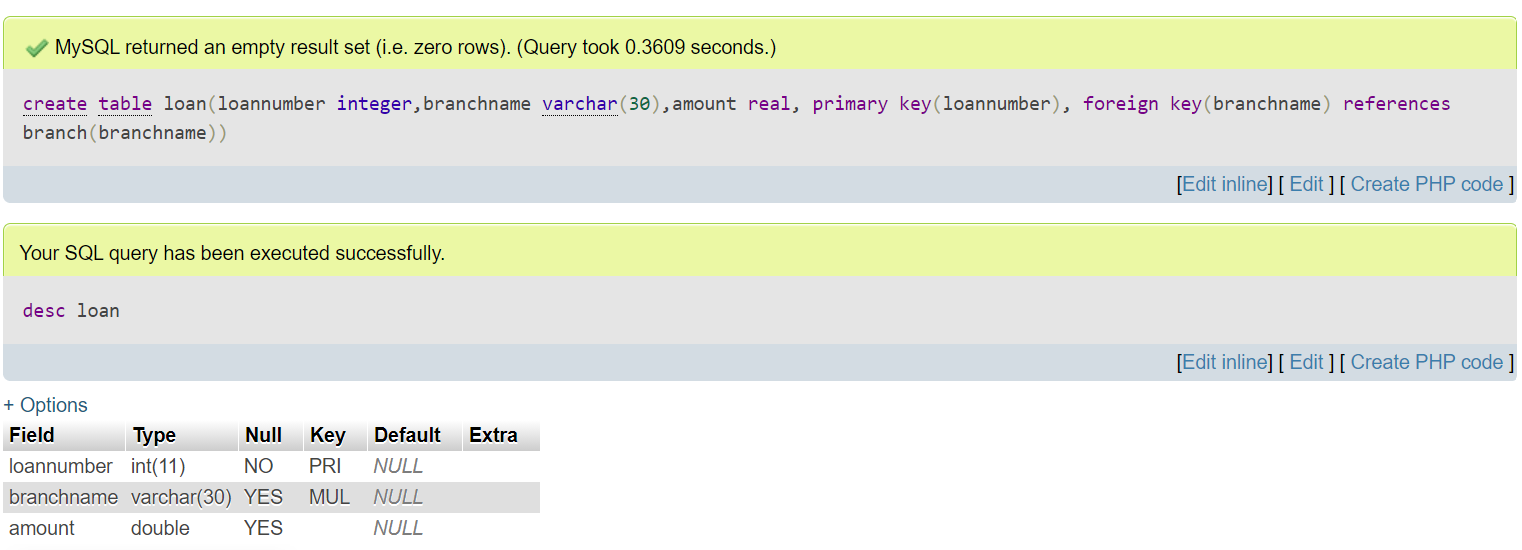 MySQL returned an empty result set (i.e. zero rows). (Query took 0.3609 seconds.)
create table loan(loannumber integer,branchname varchar(30),amount real, primary key(loannumber), foreign key(branchname) references
branch(branchname))
[Edit inline] [ Edit ] [ Create PHP code ]
Your SQL query has been executed successfully.
desc loan
[Edit inline] [ Edit ] [ Create PHP code ]
+ Options
Field Type Null Key Default Extra
loannumber int(11) NO PRI NULL
branchname varchar(30) YES MUL NULL
amount double YES NULL